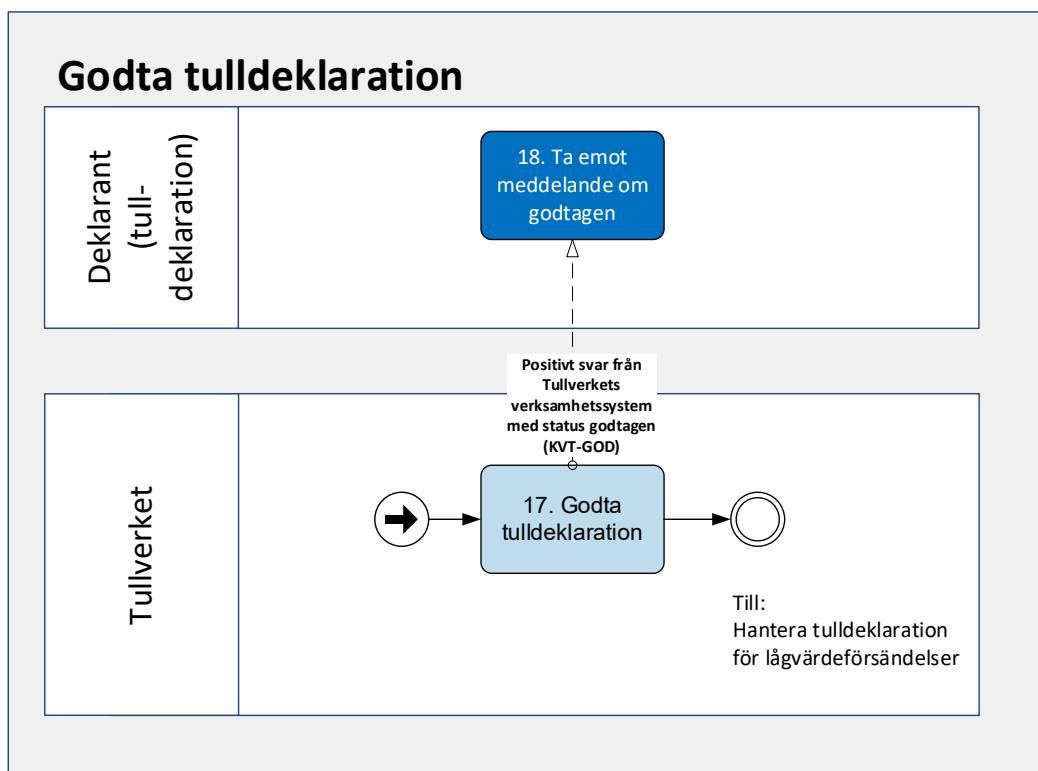 Godta tulldeklaration
Deklarant
(tull-
deklaration)
18. Ta emot
meddelande om
godtagen
Positivt svar från
Tullverkets
verksamhetssystem
med status godtagen
(KVT-GOD)
Tullverket
17. Godta
tulldeklaration
Till:
Hantera tulldeklaration
för lågvärdeförsändelser